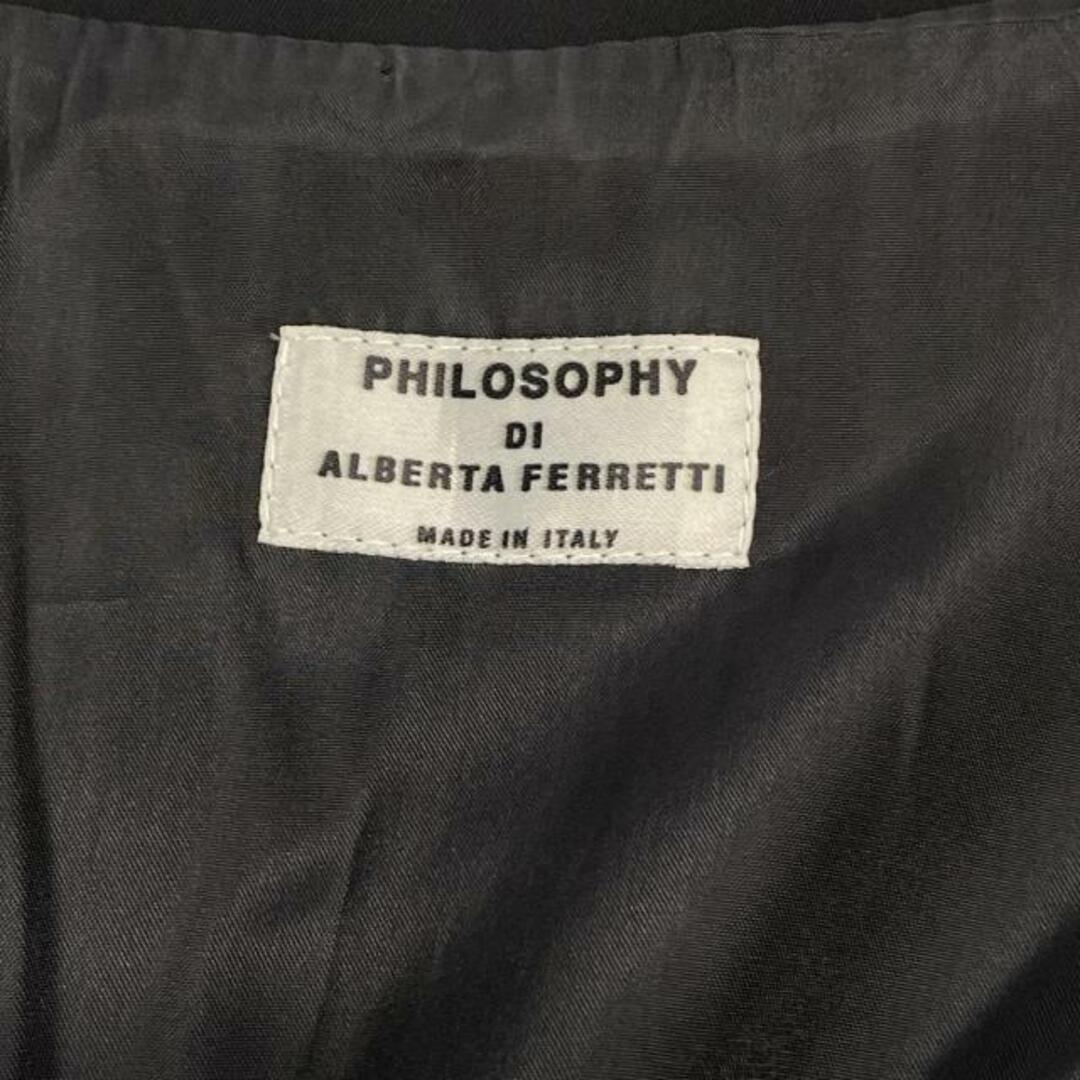 PHILOSOPHY
DI
ALBERTA FERRETTI
MADE IN ITALY